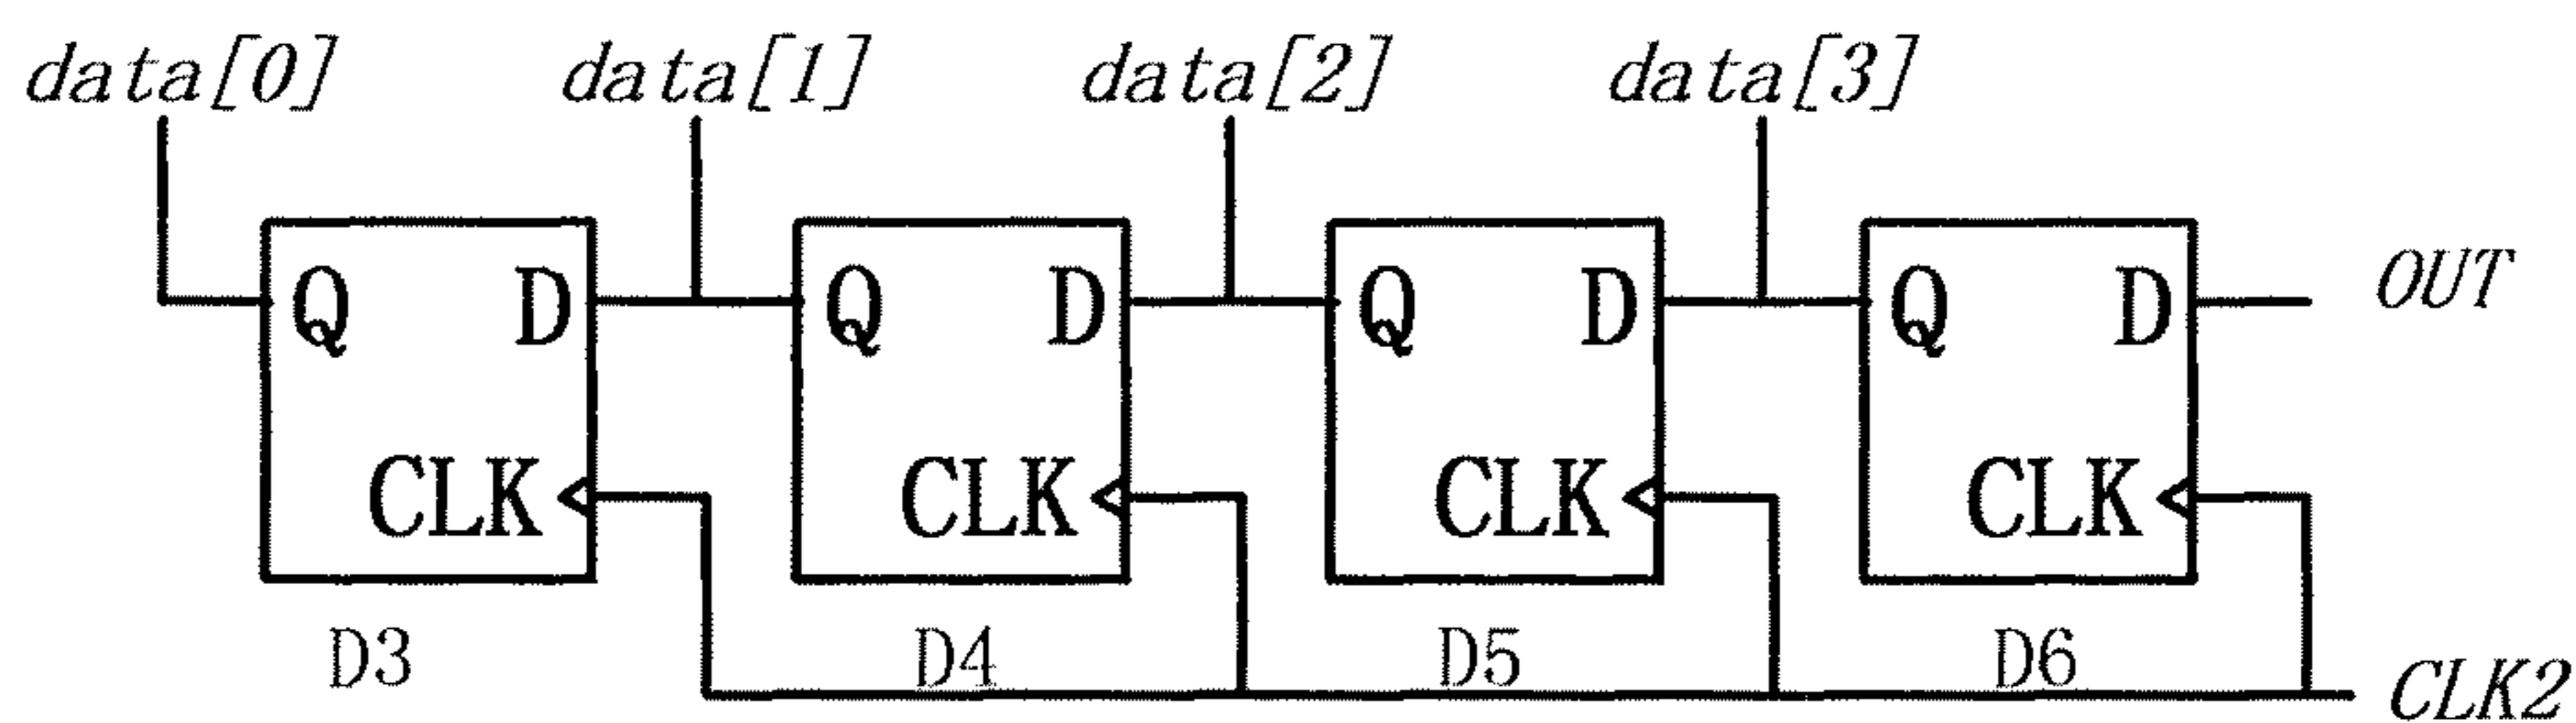 data[0] data[1] data[2] data[3]
Q D Q D Q D Q D OUT
CLK CLK CLK CLK
D3 D4 D5 D6 CLK2